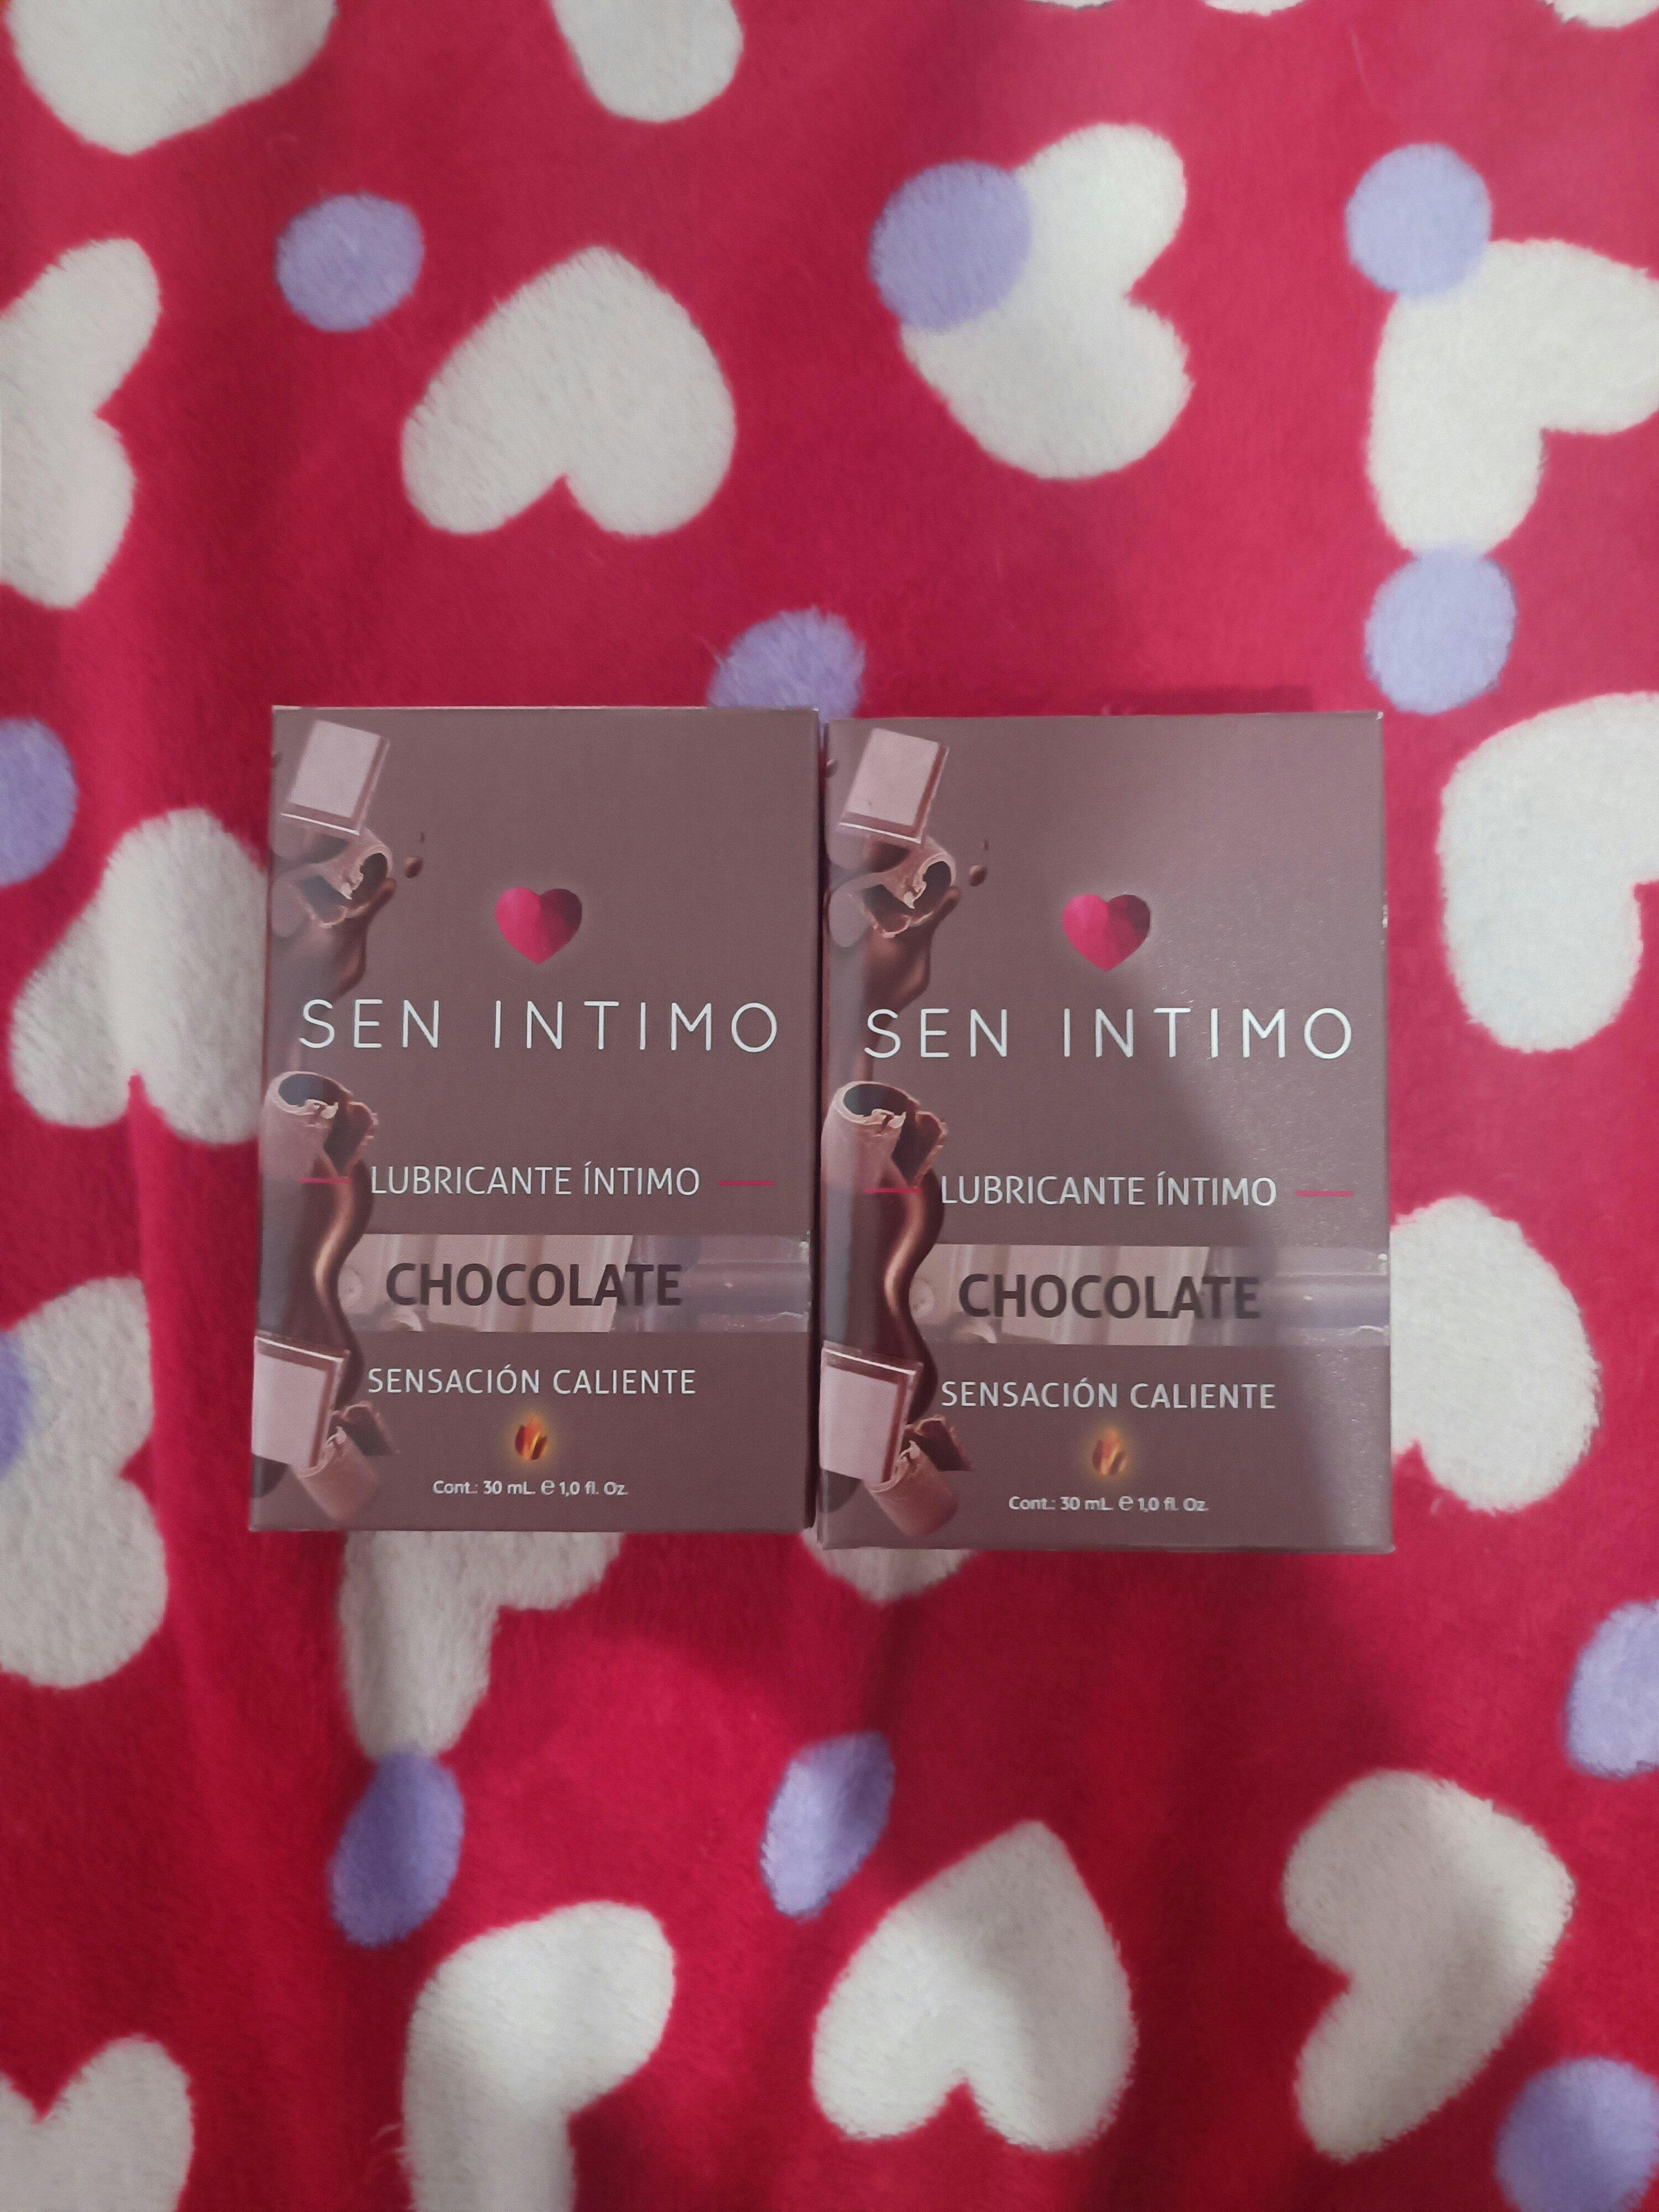 SEN INTIMO
LUBRICANTE ÍNTIMO
CHOCOLATE
SENSACIÓN CALIENTE
Cont.: 30 mL. ℮ 1,0 fl. Oz.
SEN INTIMO
LUBRICANTE ÍNTIMO
CHOCOLATE
SENSACIÓN CALIENTE
Cont.: 30 mL. ℮ 1,0 fl. Oz.